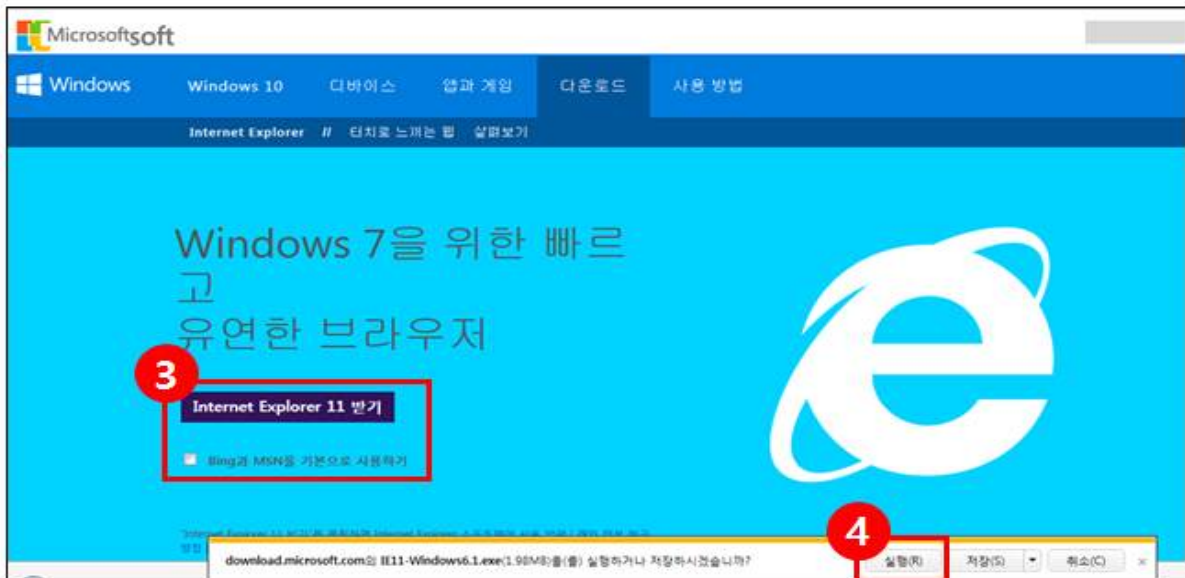 Microsoftsoft
Windows Windows 10 디바이스 앱과 게임 다운로드 사용 방법
Internet Explorer // 터치로 느끼는 웹 살펴보기
Windows 7을 위한 빠르
고
유연한 브라우저
3
Internet Explorer 11 받기
Bing과 MSN을 기본으로 사용하기
4
download.microsoft.com의 IE11-Windows6.1.exe(1.98MB)을(를) 실행하거나 저장하시겠습니까? 실행(R) 저장(S) 취소(C) ×